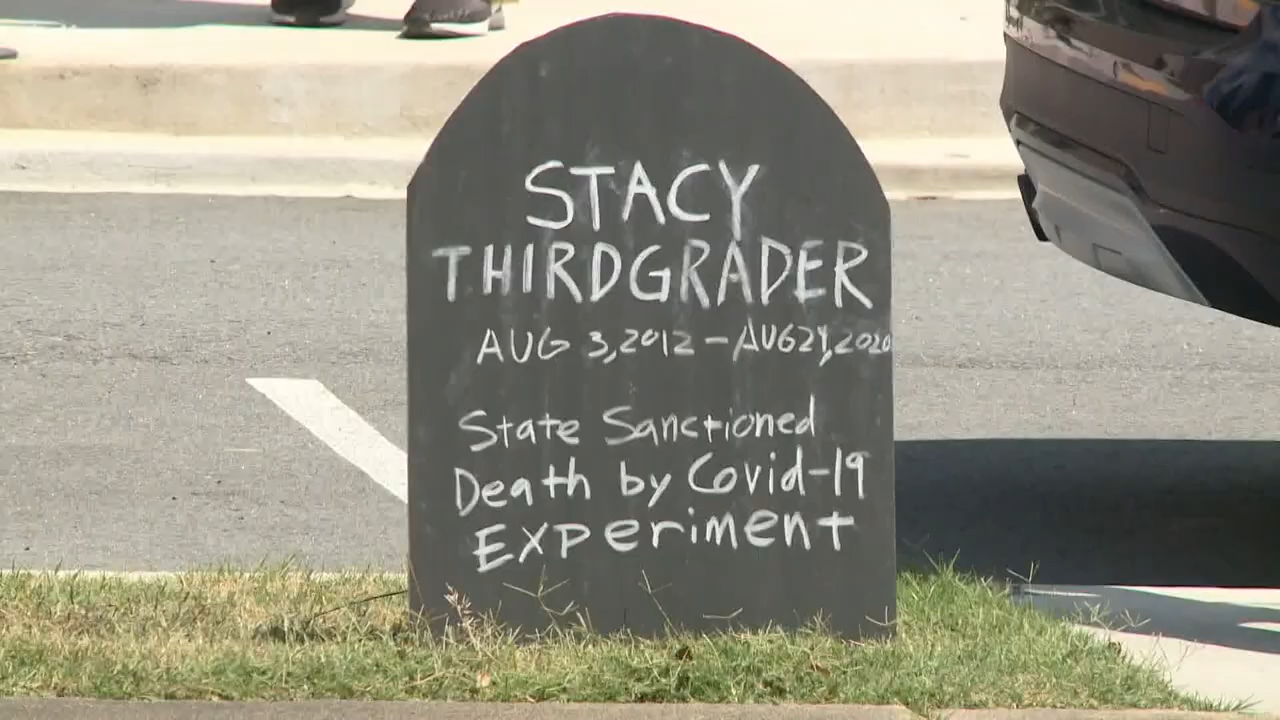 STACY
THIRDGRADER
AUG 3, 2012 - AUG 24, 2020
State Sanctioned
Death by Covid-19
Experiment